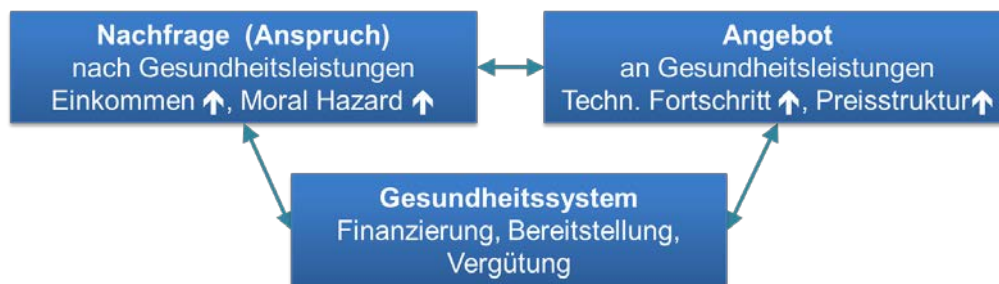 Nachfrage (Anspruch)
nach Gesundheitsleistungen
Einkommen ↑, Moral Hazard ↑
Angebot
an Gesundheitsleistungen
Techn. Fortschritt ↑, Preisstruktur↑
Gesundheitssystem
Finanzierung, Bereitstellung,
Vergütung